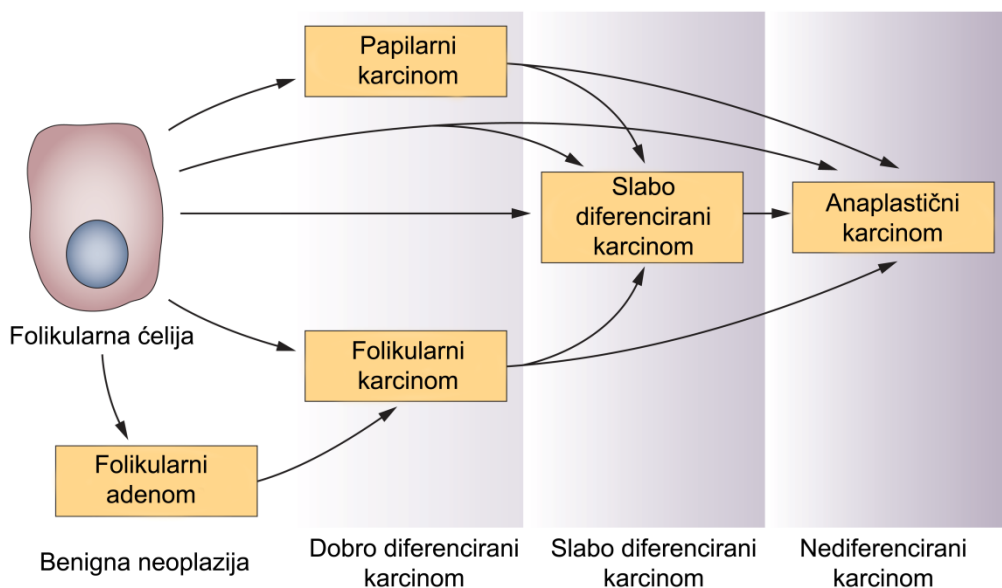 Papilarni
karcinom
Slabo
diferencirani
karcinom
Anaplastični
karcinom
Folikularna ćelija
Folikularni
karcinom
Folikularni
adenom
Benigna neoplazija
Dobro diferencirani
karcinom
Slabo diferencirani
karcinom
Nediferencirani
karcinom